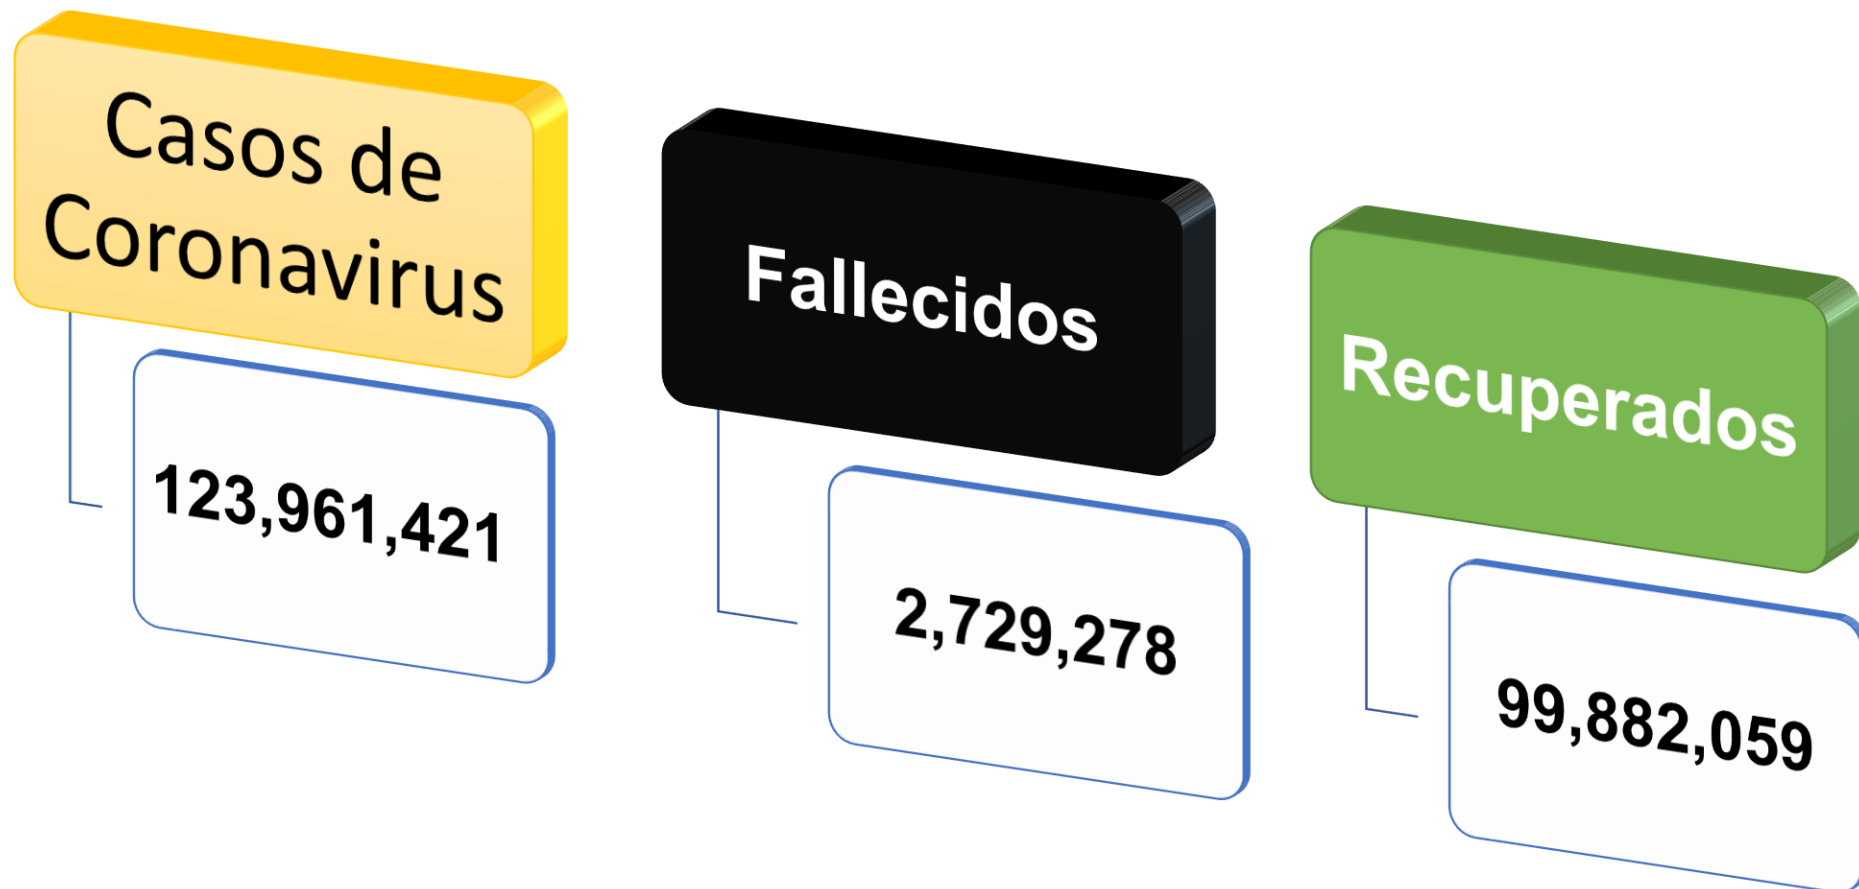 Casos de
Coronavirus
123,961,421
Fallecidos
2,729,278
Recuperados
99,882,059